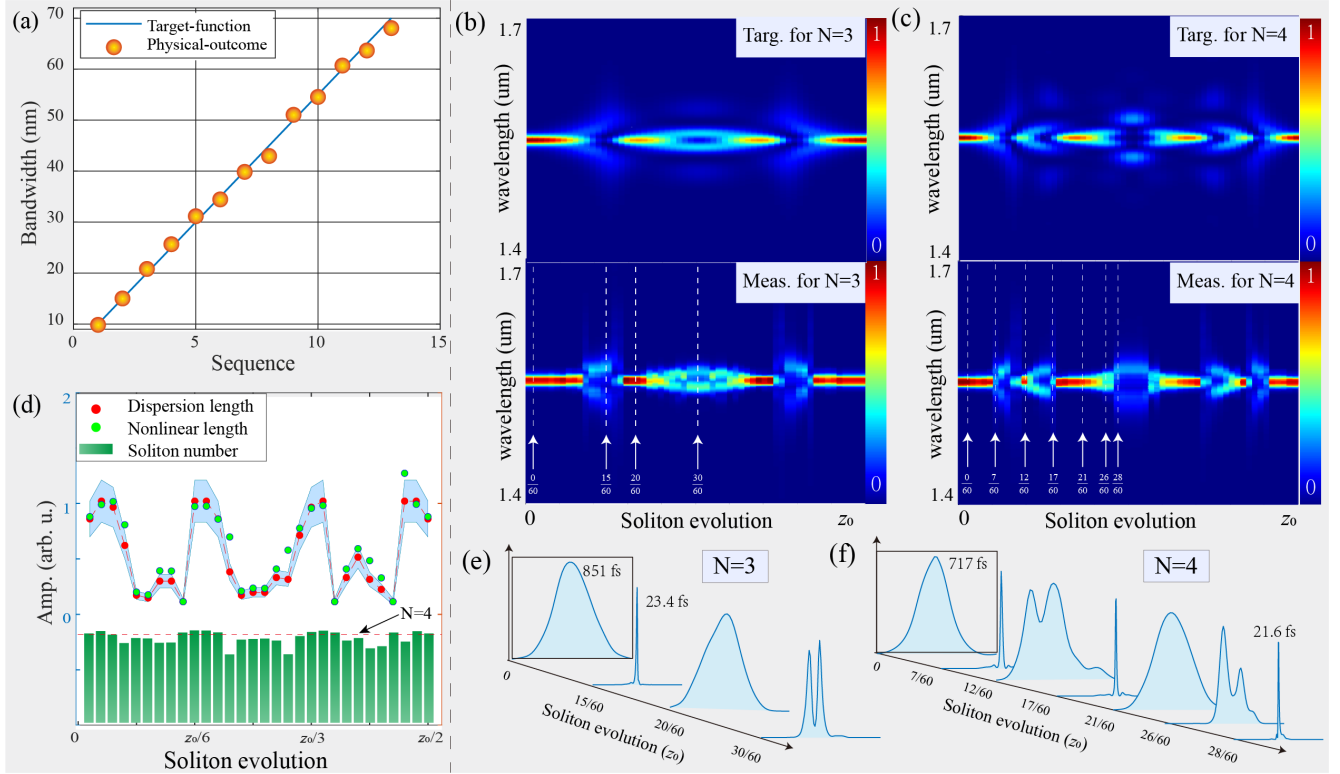 (a)
Target-function
Physical-outcome
Bandwidth (nm)
70
60
50
40
30
20
10
0
5
10
15
Sequence
(b)
1.7
Targ. for N=3
1
wavelength (um)
0
1.4
1.7
Meas. for N=3
1
wavelength (um)
0
1.4
0/60
15/60
20/60
30/60
0
Soliton evolution
z₀
(c)
1.7
Targ. for N=4
1
wavelength (um)
0
1.4
1.7
Meas. for N=4
1
wavelength (um)
0
1.4
0/60
7/60
12/60
17/60
21/60
26/60
28/60
0
Soliton evolution
z₀
(d)
2
Dispersion length
Nonlinear length
Soliton number
Amp. (arb. u.)
1
0
N=4
0
z₀/6
z₀/3
z₀/2
Soliton evolution
(e)
N=3
851 fs
23.4 fs
0
15/60
20/60
30/60
Soliton evolution (z₀)
(f)
N=4
717 fs
21.6 fs
0
7/60
12/60
17/60
21/60
26/60
28/60
Soliton evolution (z₀)